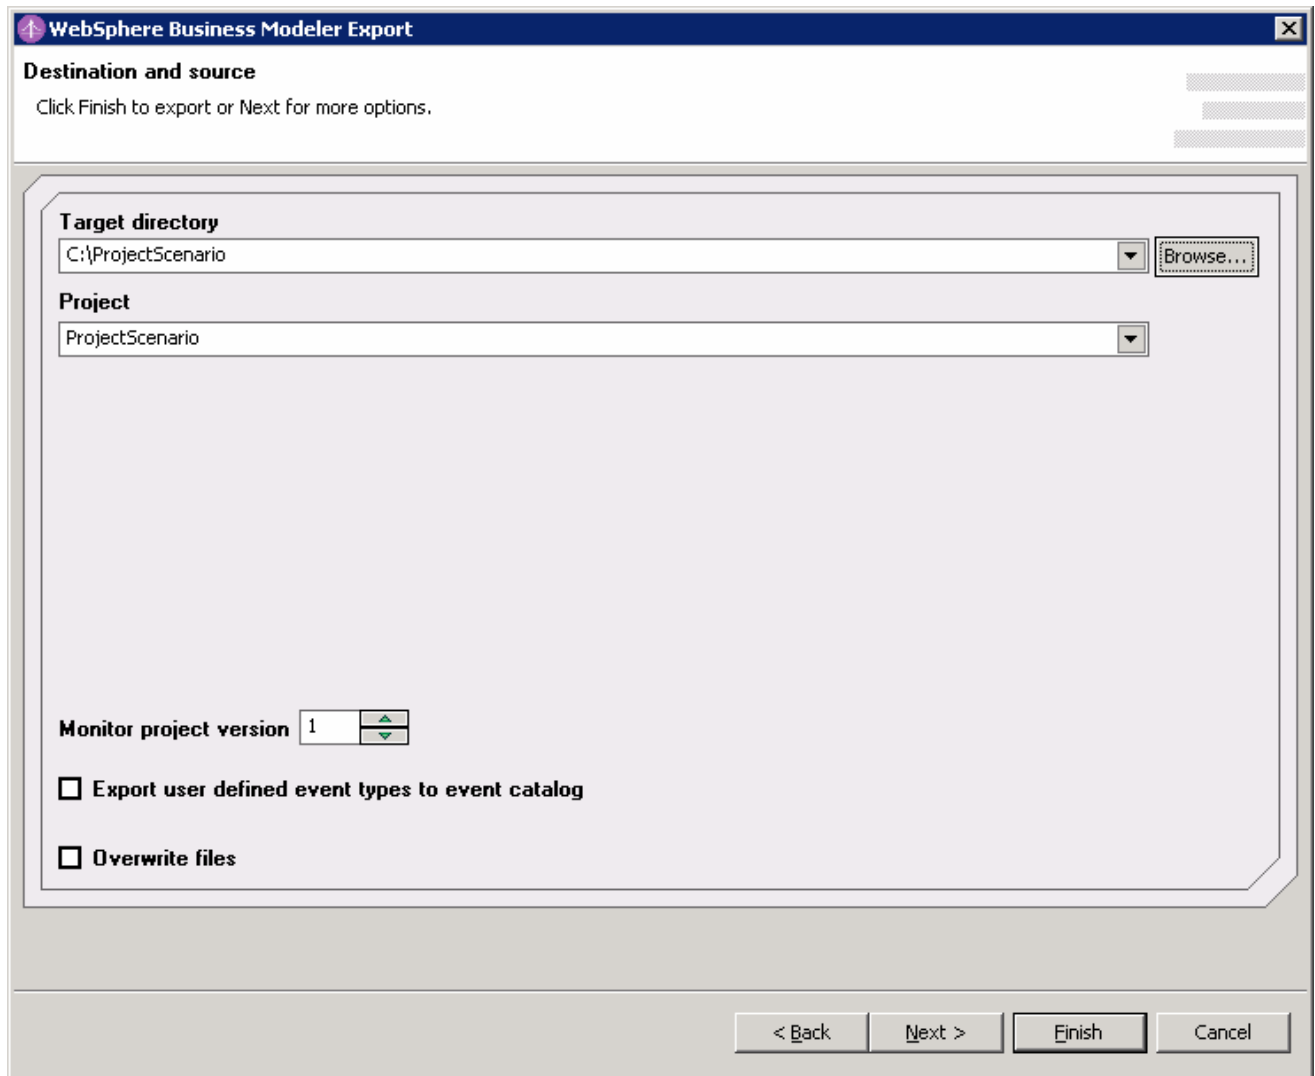 WebSphere Business Modeler Export
Destination and source
Click Finish to export or Next for more options.
Target directory
C:\ProjectScenario
Browse...
Project
ProjectScenario
Monitor project version 1
Export user defined event types to event catalog
Overwrite files
< Back Next > Finish Cancel